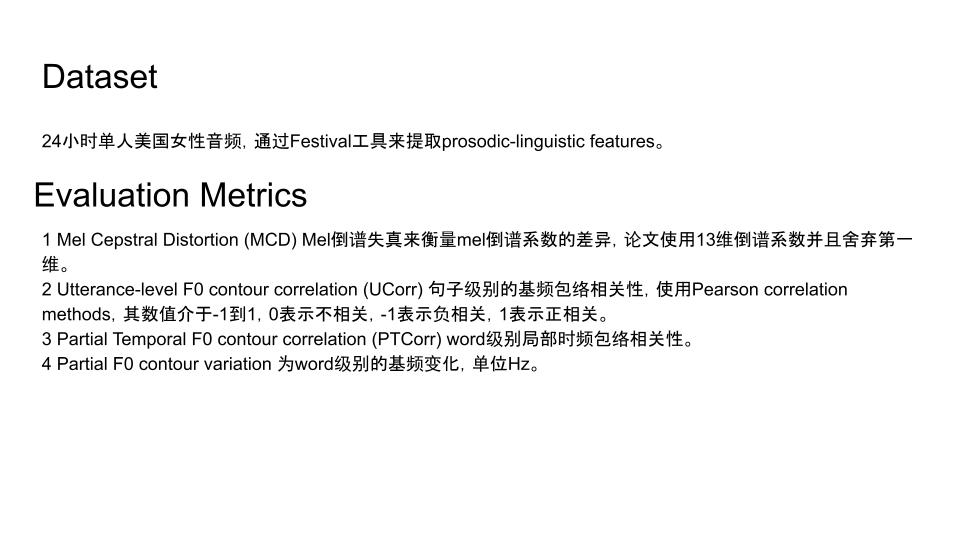 Dataset
24小时单人美国女性音频，通过Festival工具来提取prosodic-linguistic features。
Evaluation Metrics
1 Mel Cepstral Distortion (MCD) Mel倒谱失真来衡量mel倒谱系数的差异，论文使用13维倒谱系数并且舍弃第一
维。
2 Utterance-level F0 contour correlation (UCorr) 句子级别的基频包络相关性，使用Pearson correlation
methods，其数值介于-1到1，0表示不相关，-1表示负相关，1表示正相关。
3 Partial Temporal F0 contour correlation (PTCorr) word级别局部时频包络相关性。
4 Partial F0 contour variation 为word级别的基频变化，单位Hz。